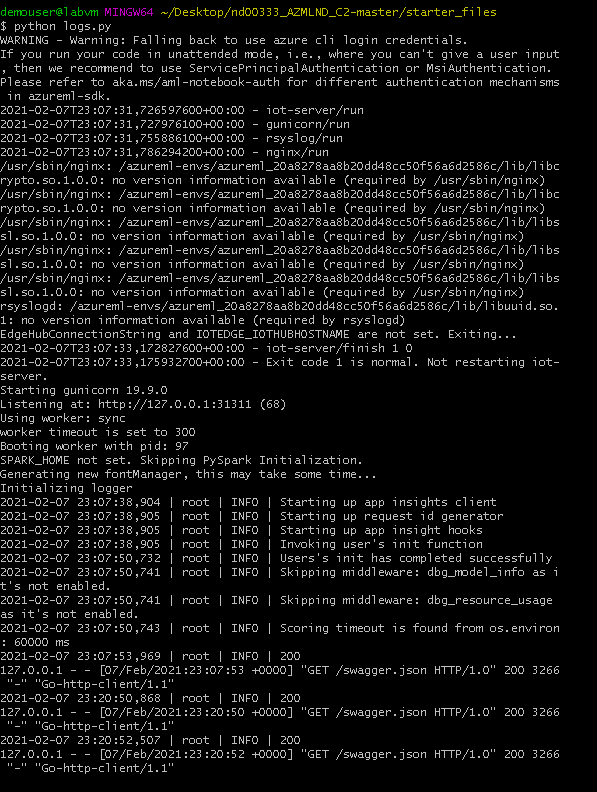 demouser@labvm MINGW64 ~/Desktop/nd00333_AZMLND_C2-master/starter_files
$ python logs.py
WARNING - Warning: Falling back to use azure cli login credentials.
If you run your code in unattended mode, i.e., where you can't give a user input
, then we recommend to use ServicePrincipalAuthentication or MsiAuthentication.
Please refer to aka.ms/aml-notebook-auth for different authentication mechanisms
 in azureml-sdk.
2021-02-07T23:07:31,726597600+00:00 - iot-server/run
2021-02-07T23:07:31,727976100+00:00 - gunicorn/run
2021-02-07T23:07:31,755886100+00:00 - rsyslog/run
2021-02-07T23:07:31,786294200+00:00 - nginx/run
/usr/sbin/nginx: /azureml-envs/azureml_20a8278aa8b20dd48cc50f56a6d2586c/lib/libc
rypto.so.1.0.0: no version information available (required by /usr/sbin/nginx)
/usr/sbin/nginx: /azureml-envs/azureml_20a8278aa8b20dd48cc50f56a6d2586c/lib/libc
rypto.so.1.0.0: no version information available (required by /usr/sbin/nginx)
/usr/sbin/nginx: /azureml-envs/azureml_20a8278aa8b20dd48cc50f56a6d2586c/lib/libs
sl.so.1.0.0: no version information available (required by /usr/sbin/nginx)
/usr/sbin/nginx: /azureml-envs/azureml_20a8278aa8b20dd48cc50f56a6d2586c/lib/libs
sl.so.1.0.0: no version information available (required by /usr/sbin/nginx)
/usr/sbin/nginx: /azureml-envs/azureml_20a8278aa8b20dd48cc50f56a6d2586c/lib/libs
sl.so.1.0.0: no version information available (required by /usr/sbin/nginx)
rsyslogd: /azureml-envs/azureml_20a8278aa8b20dd48cc50f56a6d2586c/lib/libuuid.so.
1: no version information available (required by rsyslogd)
EdgeHubConnectionString and IOTEDGE_IOTHUBHOSTNAME are not set. Exiting...
2021-02-07T23:07:33,172827600+00:00 - iot-server/finish 1 0
2021-02-07T23:07:33,175932700+00:00 - Exit code 1 is normal. Not restarting iot-
server.
Starting gunicorn 19.9.0
Listening at: http://127.0.0.1:31311 (68)
Using worker: sync
worker timeout is set to 300
Booting worker with pid: 97
SPARK_HOME not set. Skipping PySpark Initialization.
Generating new fontManager, this may take some time...
Initializing logger
2021-02-07 23:07:38,904 | root | INFO | Starting up app insights client
2021-02-07 23:07:38,905 | root | INFO | Starting up request id generator
2021-02-07 23:07:38,905 | root | INFO | Starting up app insight hooks
2021-02-07 23:07:38,905 | root | INFO | Invoking user's init function
2021-02-07 23:07:50,732 | root | INFO | Users's init has completed successfully
2021-02-07 23:07:50,741 | root | INFO | Skipping middleware: dbg_model_info as i
t's not enabled.
2021-02-07 23:07:50,741 | root | INFO | Skipping middleware: dbg_resource_usage
as it's not enabled.
2021-02-07 23:07:50,743 | root | INFO | Scoring timeout is found from os.environ
: 60000 ms
2021-02-07 23:07:53,969 | root | INFO | 200
127.0.0.1 - - [07/Feb/2021:23:07:53 +0000] "GET /swagger.json HTTP/1.0" 200 3266
 "-" "Go-http-client/1.1"
2021-02-07 23:20:50,868 | root | INFO | 200
127.0.0.1 - - [07/Feb/2021:23:20:50 +0000] "GET /swagger.json HTTP/1.0" 200 3266
 "-" "Go-http-client/1.1"
2021-02-07 23:20:52,507 | root | INFO | 200
127.0.0.1 - - [07/Feb/2021:23:20:52 +0000] "GET /swagger.json HTTP/1.0" 200 3266
 "-" "Go-http-client/1.1"